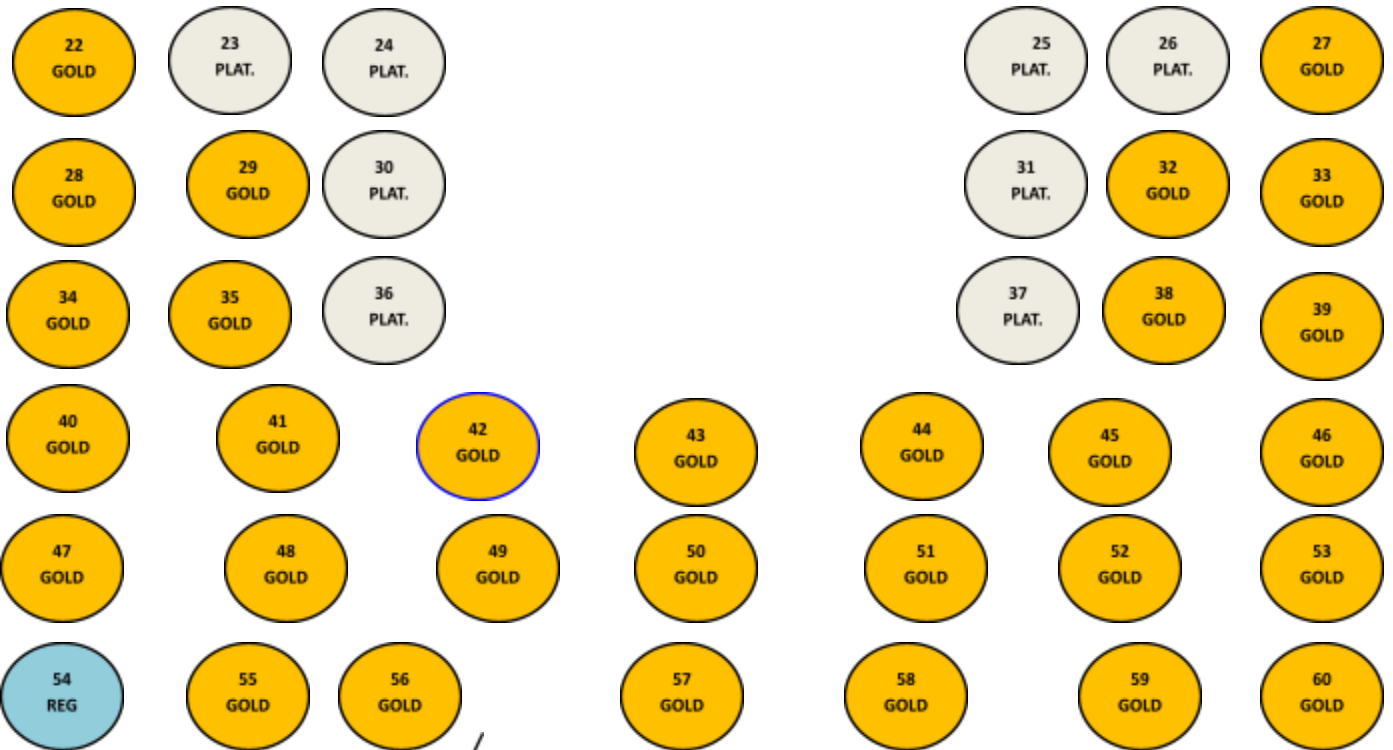 22
GOLD
23
PLAT.
24
PLAT.
25
PLAT.
26
PLAT.
27
GOLD
28
GOLD
29
GOLD
30
PLAT.
31
PLAT.
32
GOLD
33
GOLD
34
GOLD
35
GOLD
36
PLAT.
37
PLAT.
38
GOLD
39
GOLD
40
GOLD
41
GOLD
42
GOLD
43
GOLD
44
GOLD
45
GOLD
46
GOLD
47
GOLD
48
GOLD
49
GOLD
50
GOLD
51
GOLD
52
GOLD
53
GOLD
54
REG
55
GOLD
56
GOLD
57
GOLD
58
GOLD
59
GOLD
60
GOLD